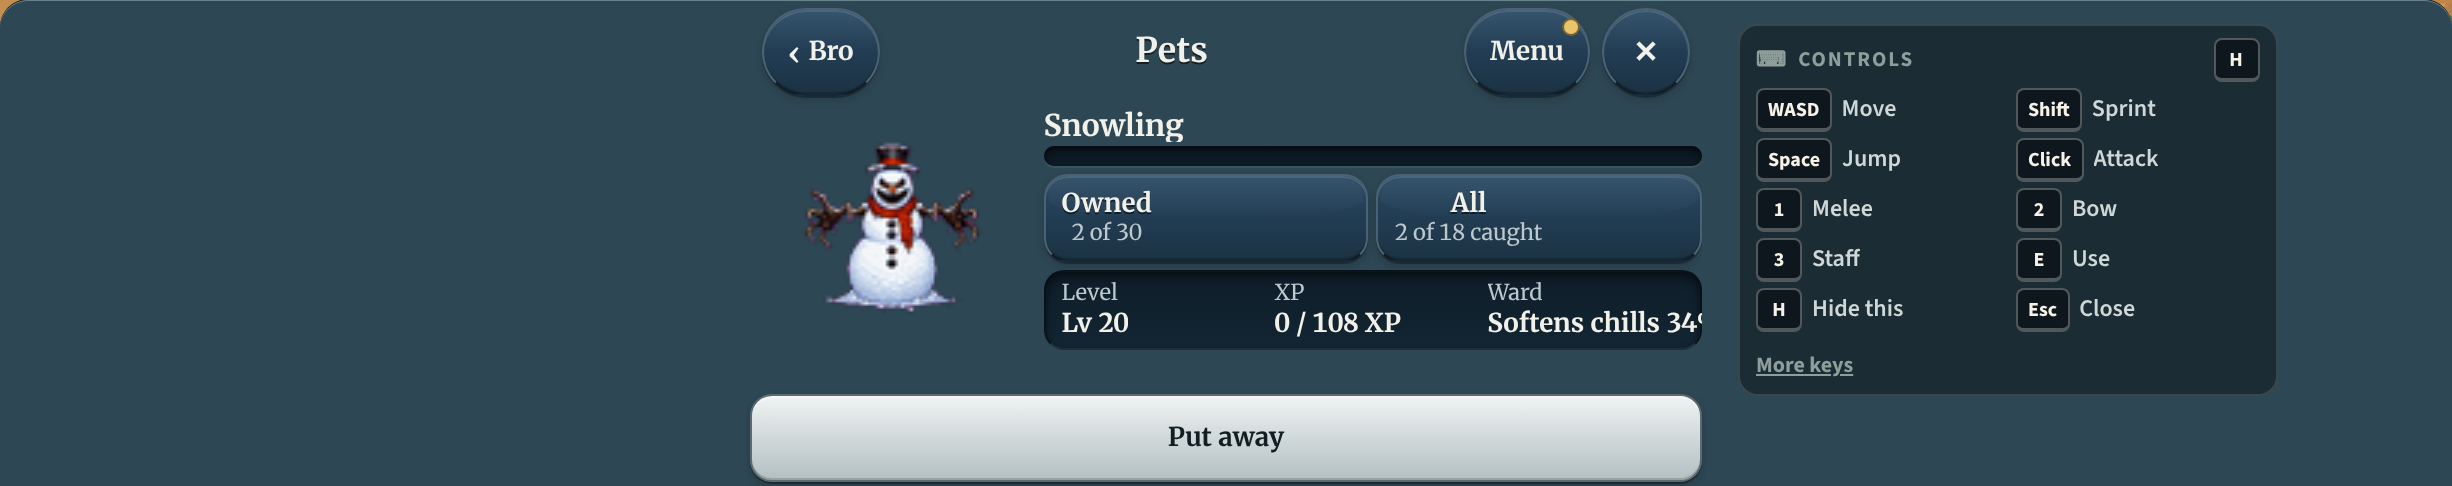 ‹ Bro
Pets
Menu
×
Snowling
Owned
2 of 30
All
2 of 18 caught
Level
Lv 20
XP
0 / 108 XP
Ward
Softens chills 34
Put away
CONTROLS
H
WASD Move
Shift Sprint
Space Jump
Click Attack
1 Melee
2 Bow
3 Staff
E Use
H Hide this
Esc Close
More keys